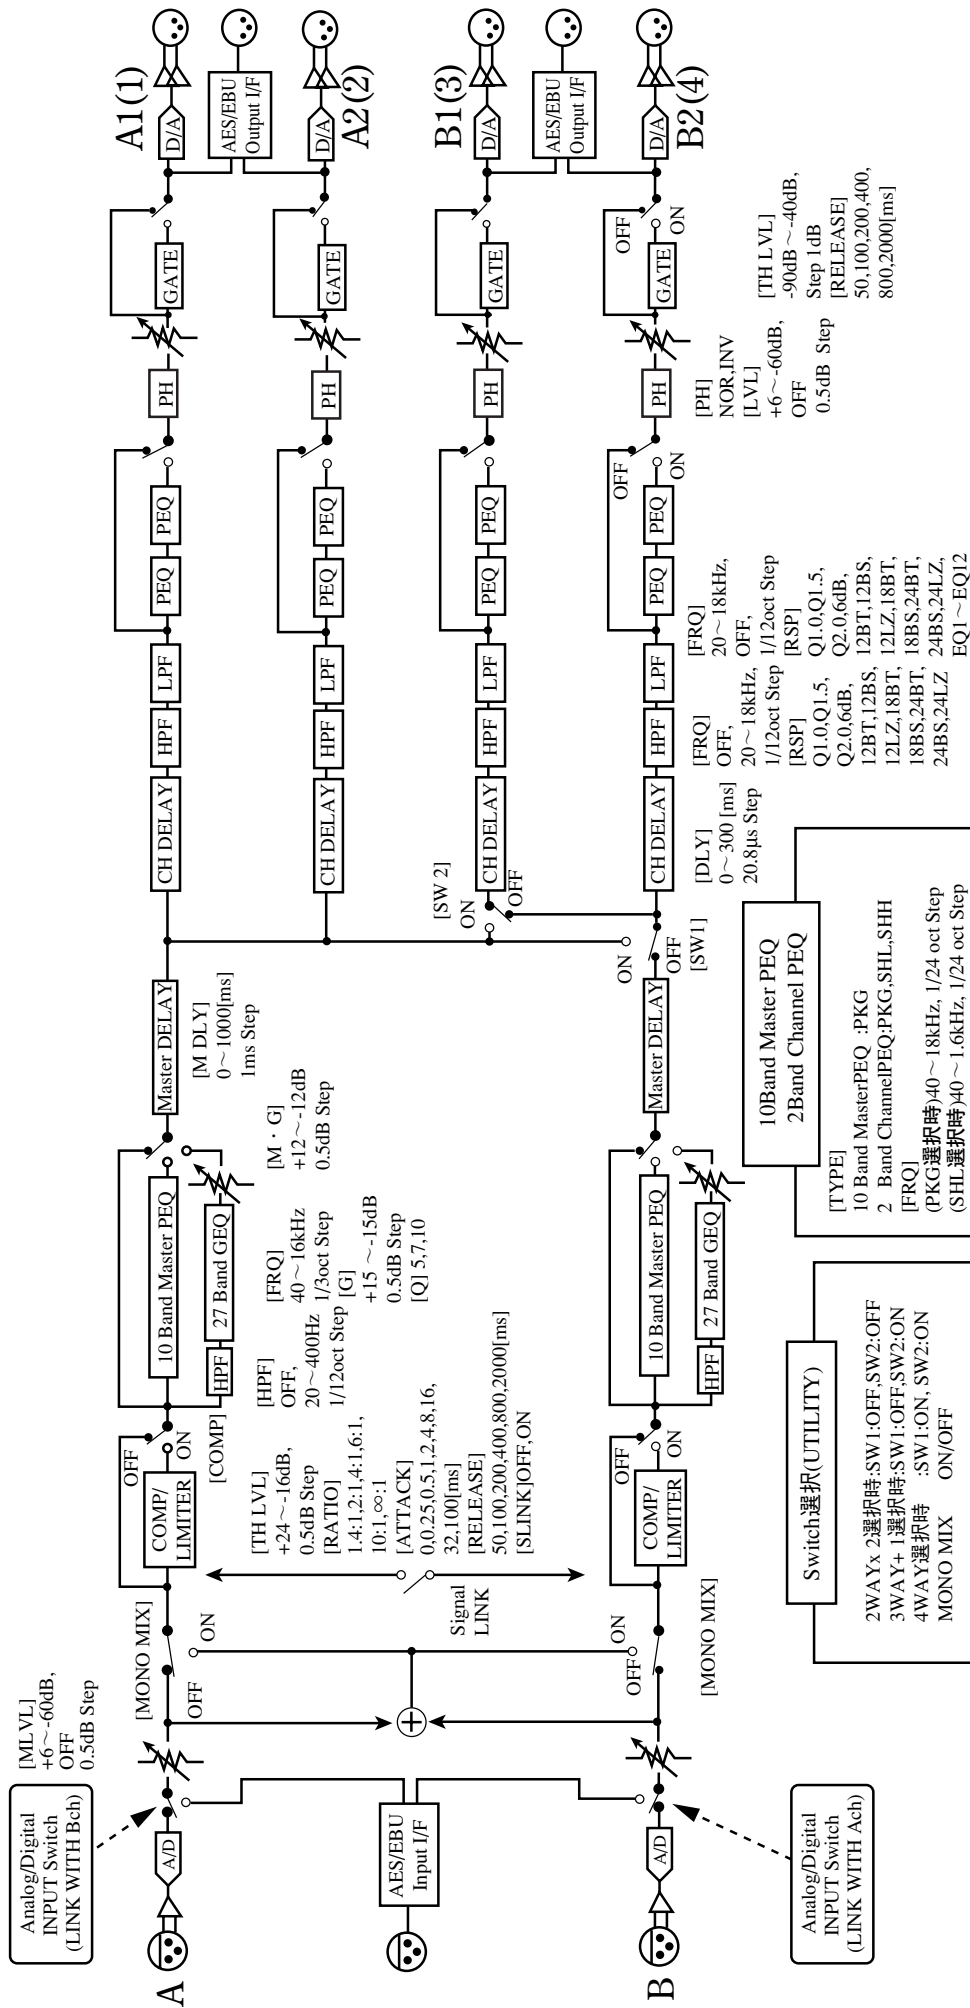 Analog/Digital
INPUT Switch
(LINK WITH Bch)
[MLVL]
+6～-60dB,
OFF
0.5dB Step
A
A/D
[MONO MIX]
OFF
ON
COMP/
LIMITER
OFF
ON
[COMP]
10 Band Master PEQ
HPF
27 Band GEQ
Master DELAY
[M DLY]
0～1000[ms]
1ms Step
CH DELAY
HPF
LPF
PEQ
PEQ
PH
GATE
D/A
A1(1)
AES/EBU
Output I/F
CH DELAY
HPF
LPF
PEQ
PEQ
PH
GATE
D/A
A2(2)
[TH LVL]
+24～-16dB,
0.5dB Step
[RATIO]
1.4:1,2:1,4:1,6:1,
10:1,∞:1
[ATTACK]
0,0.25,0.5,1,2,4,8,16,
32,100[ms]
[RELEASE]
50,100,200,400,800,2000[ms]
[SLINK]OFF,ON
[HPF]
OFF,
20～400Hz
1/12oct Step
[FRQ]
40～16kHz
1/3oct Step
[G]
+15 ～-15dB
0.5dB Step
[Q] 5,7,10
[M・G]
+12～-12dB
0.5dB Step
AES/EBU
Input I/F
Signal
LINK
[SW 2]
ON
OFF
CH DELAY
HPF
LPF
PEQ
PEQ
PH
GATE
D/A
B1(3)
AES/EBU
Output I/F
B
A/D
OFF
ON
[MONO MIX]
COMP/
LIMITER
OFF
ON
10 Band Master PEQ
HPF
27 Band GEQ
Master DELAY
ON
OFF
[SW1]
CH DELAY
HPF
LPF
PEQ
PEQ
OFF
ON
PH
GATE
OFF
ON
D/A
B2(4)
[DLY]
0～300 [ms]
20.8μs Step
[FRQ]
OFF,
20～18kHz,
1/12oct Step
[RSP]
Q1.0,Q1.5,
Q2.0,6dB,
12BT,12BS,
12LZ,18BT,
18BS,24BT,
24BS,24LZ
[FRQ]
20～18kHz,
OFF,
1/12oct Step
[RSP]
Q1.0,Q1.5,
Q2.0,6dB,
12BT,12BS,
12LZ,18BT,
18BS,24BT,
24BS,24LZ,
EQ1～EQ12
[PH]
NOR,INV
[LVL]
+6～-60dB,
OFF
0.5dB Step
[TH LVL]
-90dB～-40dB,
Step 1dB
[RELEASE]
50,100,200,400,
800,2000[ms]
Analog/Digital
INPUT Switch
(LINK WITH Ach)
Switch選択(UTILITY)
2WAYx 2選択時:SW1:OFF,SW2:OFF
3WAY+ 1選択時:SW1:OFF,SW2:ON
4WAY選択時 :SW1:ON, SW2:ON
MONO MIX ON/OFF
10Band Master PEQ
2Band Channel PEQ
[TYPE]
10 Band MasterPEQ :PKG
2 Band ChannelPEQ:PKG,SHL,SHH
[FRQ]
(PKG選択時)40～18kHz, 1/24 oct Step
(SHL選択時)40～1.6kHz, 1/24 oct Step